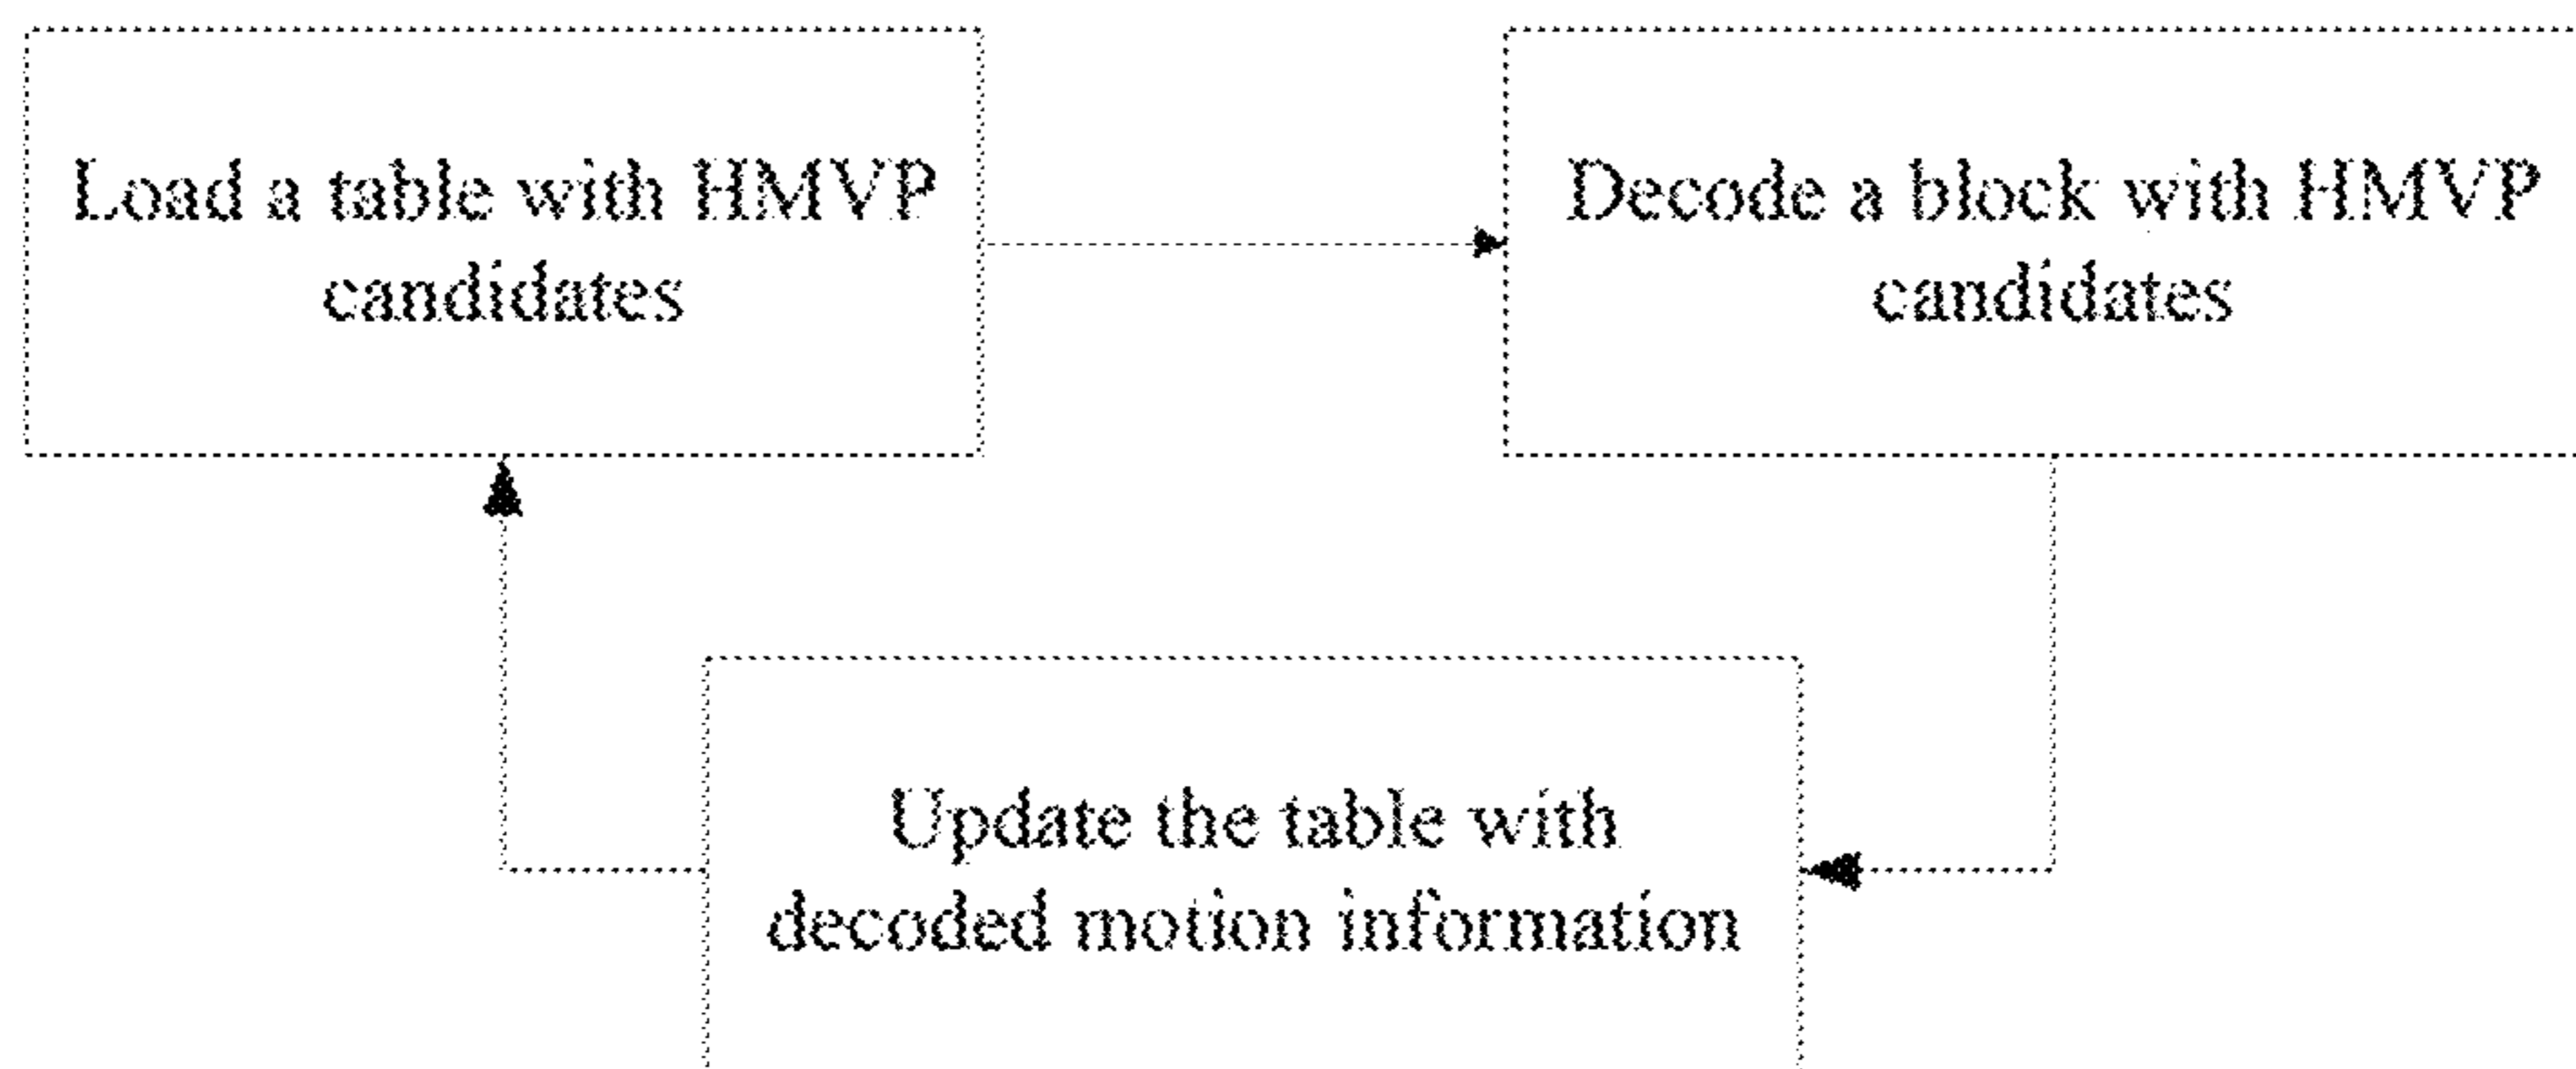 Load a table with HMVP
candidates
Decode a block with HMVP
candidates
Update the table with
decoded motion information